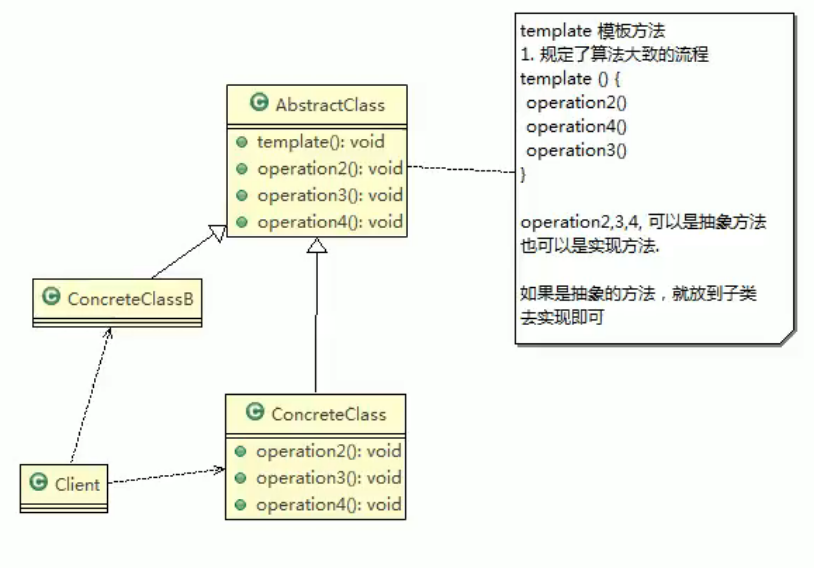 template 模板方法
1. 规定了算法大致的流程
template () {
operation2()
operation4()
operation3()
}
operation2,3,4, 可以是抽象方法
也可以是实现方法.
如果是抽象的方法，就放到子类
去实现即可
C AbstractClass
template(): void
operation2(): void
operation3(): void
operation4(): void
C ConcreteClassB
C ConcreteClass
operation2(): void
operation3(): void
operation4(): void
C Client